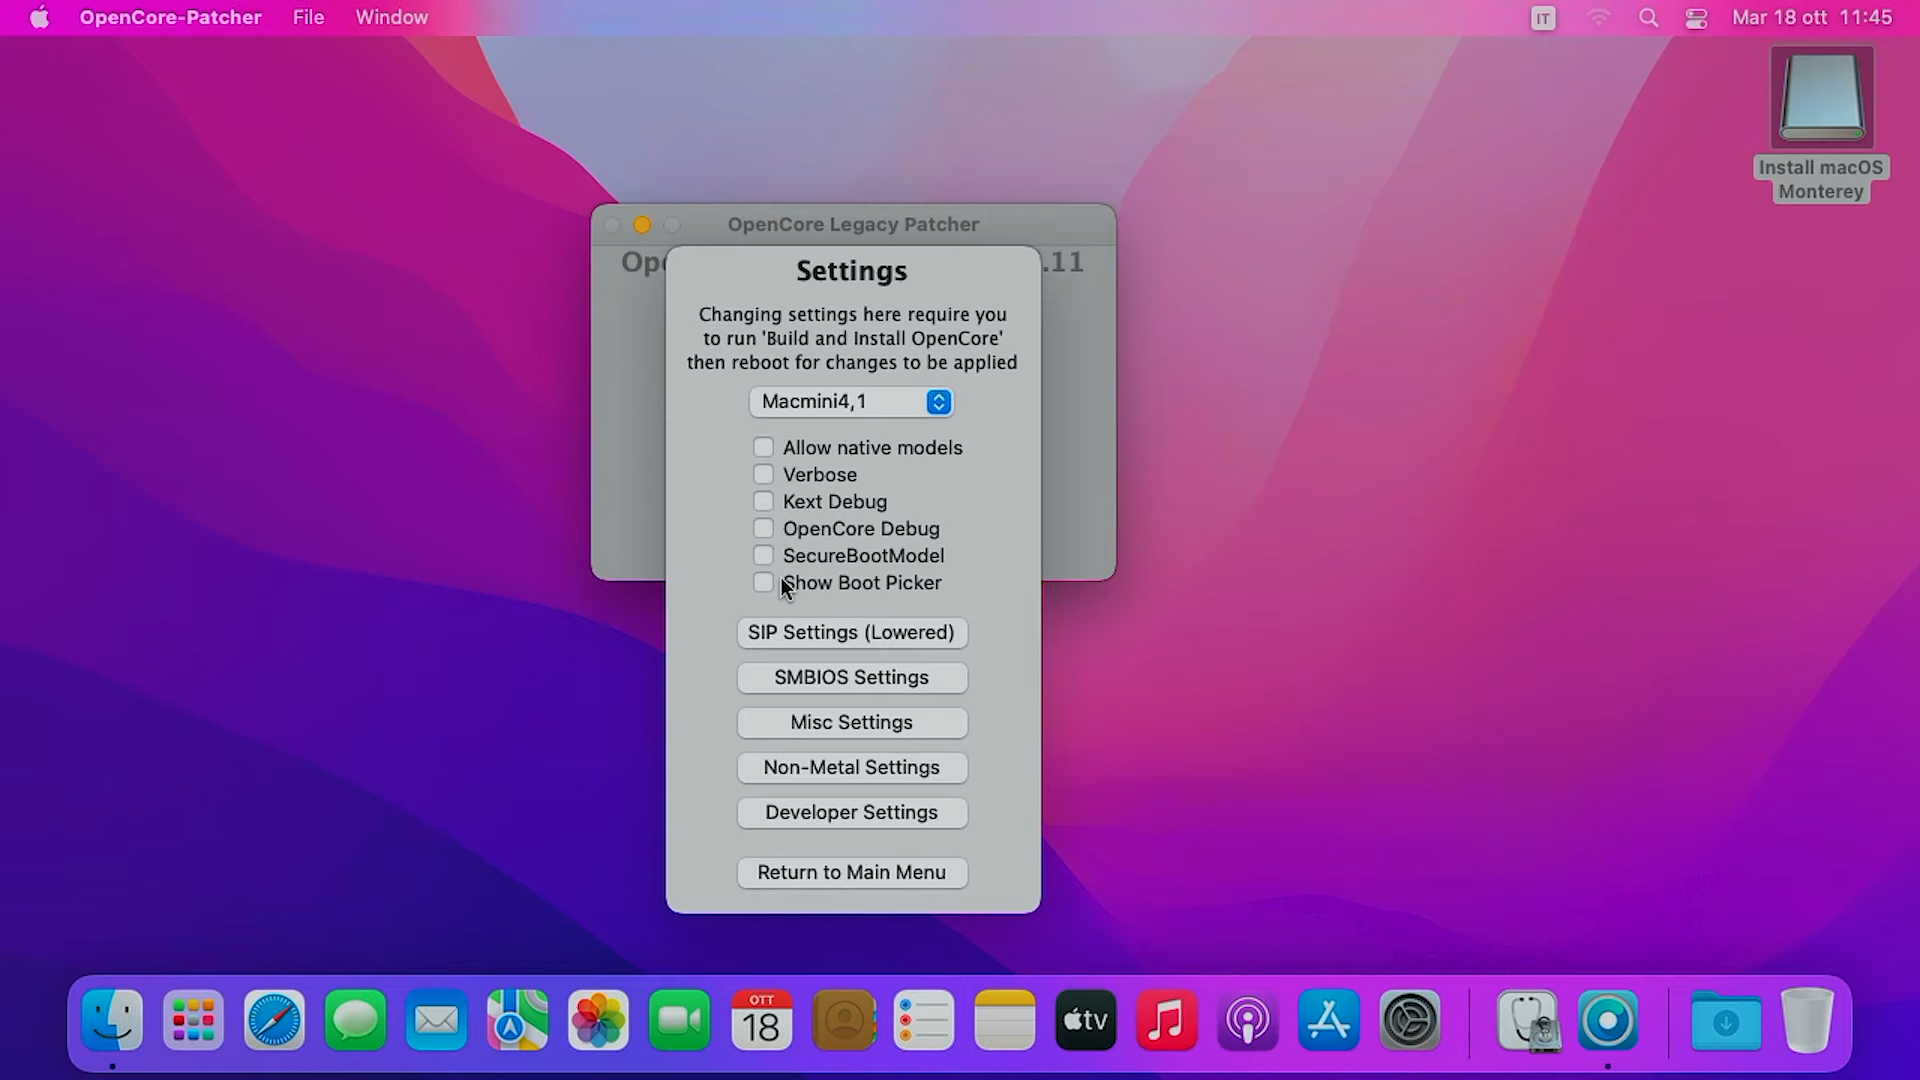 OpenCore-Patcher File Window
IT
Mar 18 ott 11:45
Install macOS
Monterey
OpenCore Legacy Patcher
Ope
.11
Settings
Changing settings here require you
to run 'Build and Install OpenCore'
then reboot for changes to be applied
Macmini4,1
Allow native models
Verbose
Kext Debug
OpenCore Debug
SecureBootModel
Show Boot Picker
SIP Settings (Lowered)
SMBIOS Settings
Misc Settings
Non-Metal Settings
Developer Settings
Return to Main Menu
OTT
18
tv